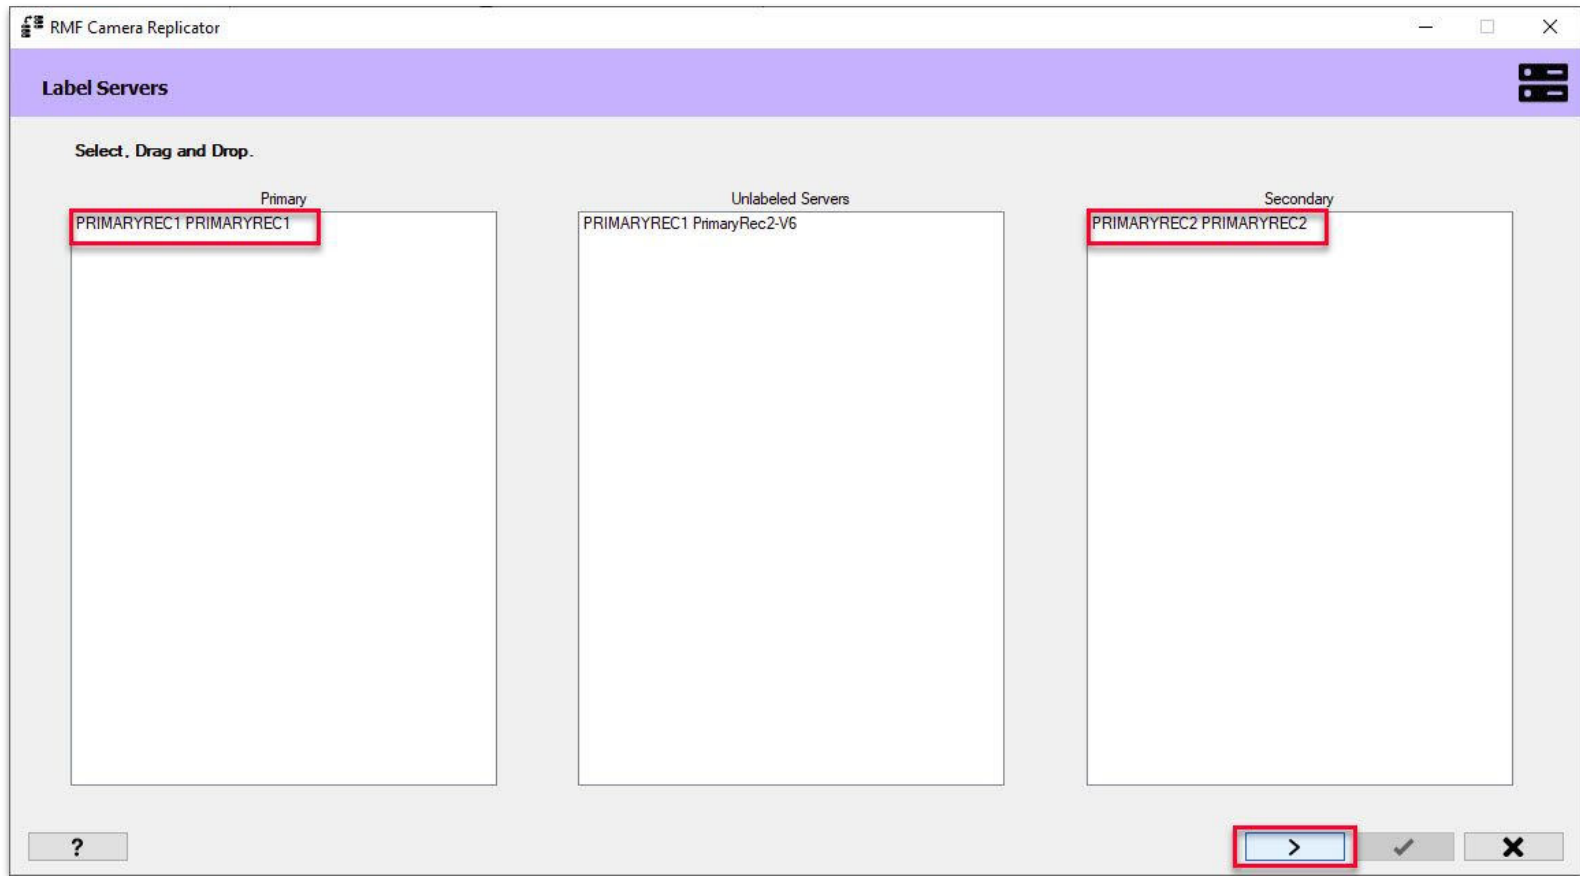 RMF Camera Replicator
Label Servers
Select, Drag and Drop.
Primary
Unlabeled Servers
Secondary
PRIMARYREC1 PRIMARYREC1
PRIMARYREC1 PrimaryRec2-V6
PRIMARYREC2 PRIMARYREC2
?
>